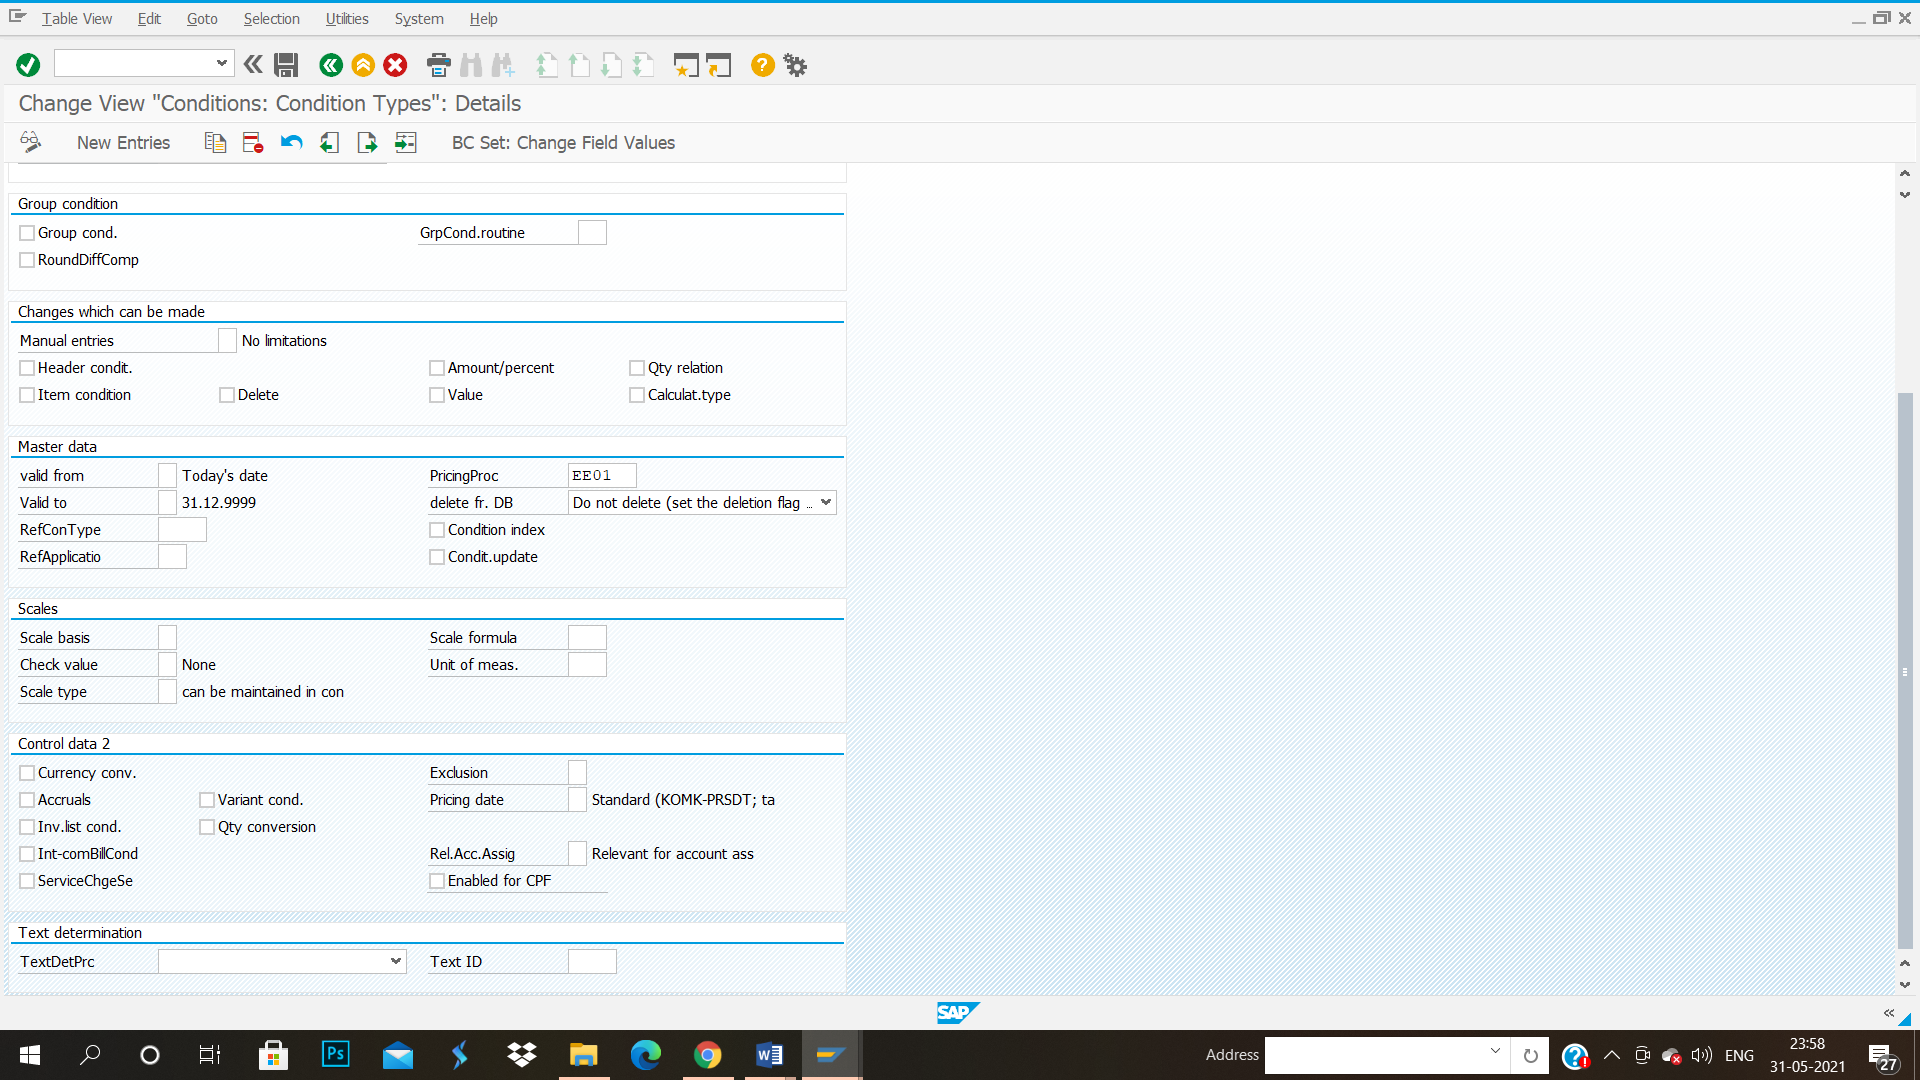 Table View Edit Goto Selection Utilities System Help
Change View "Conditions: Condition Types": Details
New Entries BC Set: Change Field Values
Group condition
Group cond. GrpCond.routine
RoundDiffComp
Changes which can be made
Manual entries No limitations
Header condit. Amount/percent Qty relation
Item condition Delete Value Calculat.type
Master data
valid from Today's date PricingProc EE01
Valid to 31.12.9999 delete fr. DB Do not delete (set the deletion flag ...
RefConType Condition index
RefApplicatio Condit.update
Scales
Scale basis Scale formula
Check value None Unit of meas.
Scale type can be maintained in con
Control data 2
Currency conv. Exclusion
Accruals Variant cond. Pricing date Standard (KOMK-PRSDT; ta
Inv.list cond. Qty conversion
Int-comBillCond Rel.Acc.Assig Relevant for account ass
ServiceChgeSe Enabled for CPF
Text determination
TextDetPrc Text ID
SAP
Ps
Address ENG 23:58
31-05-2021 27